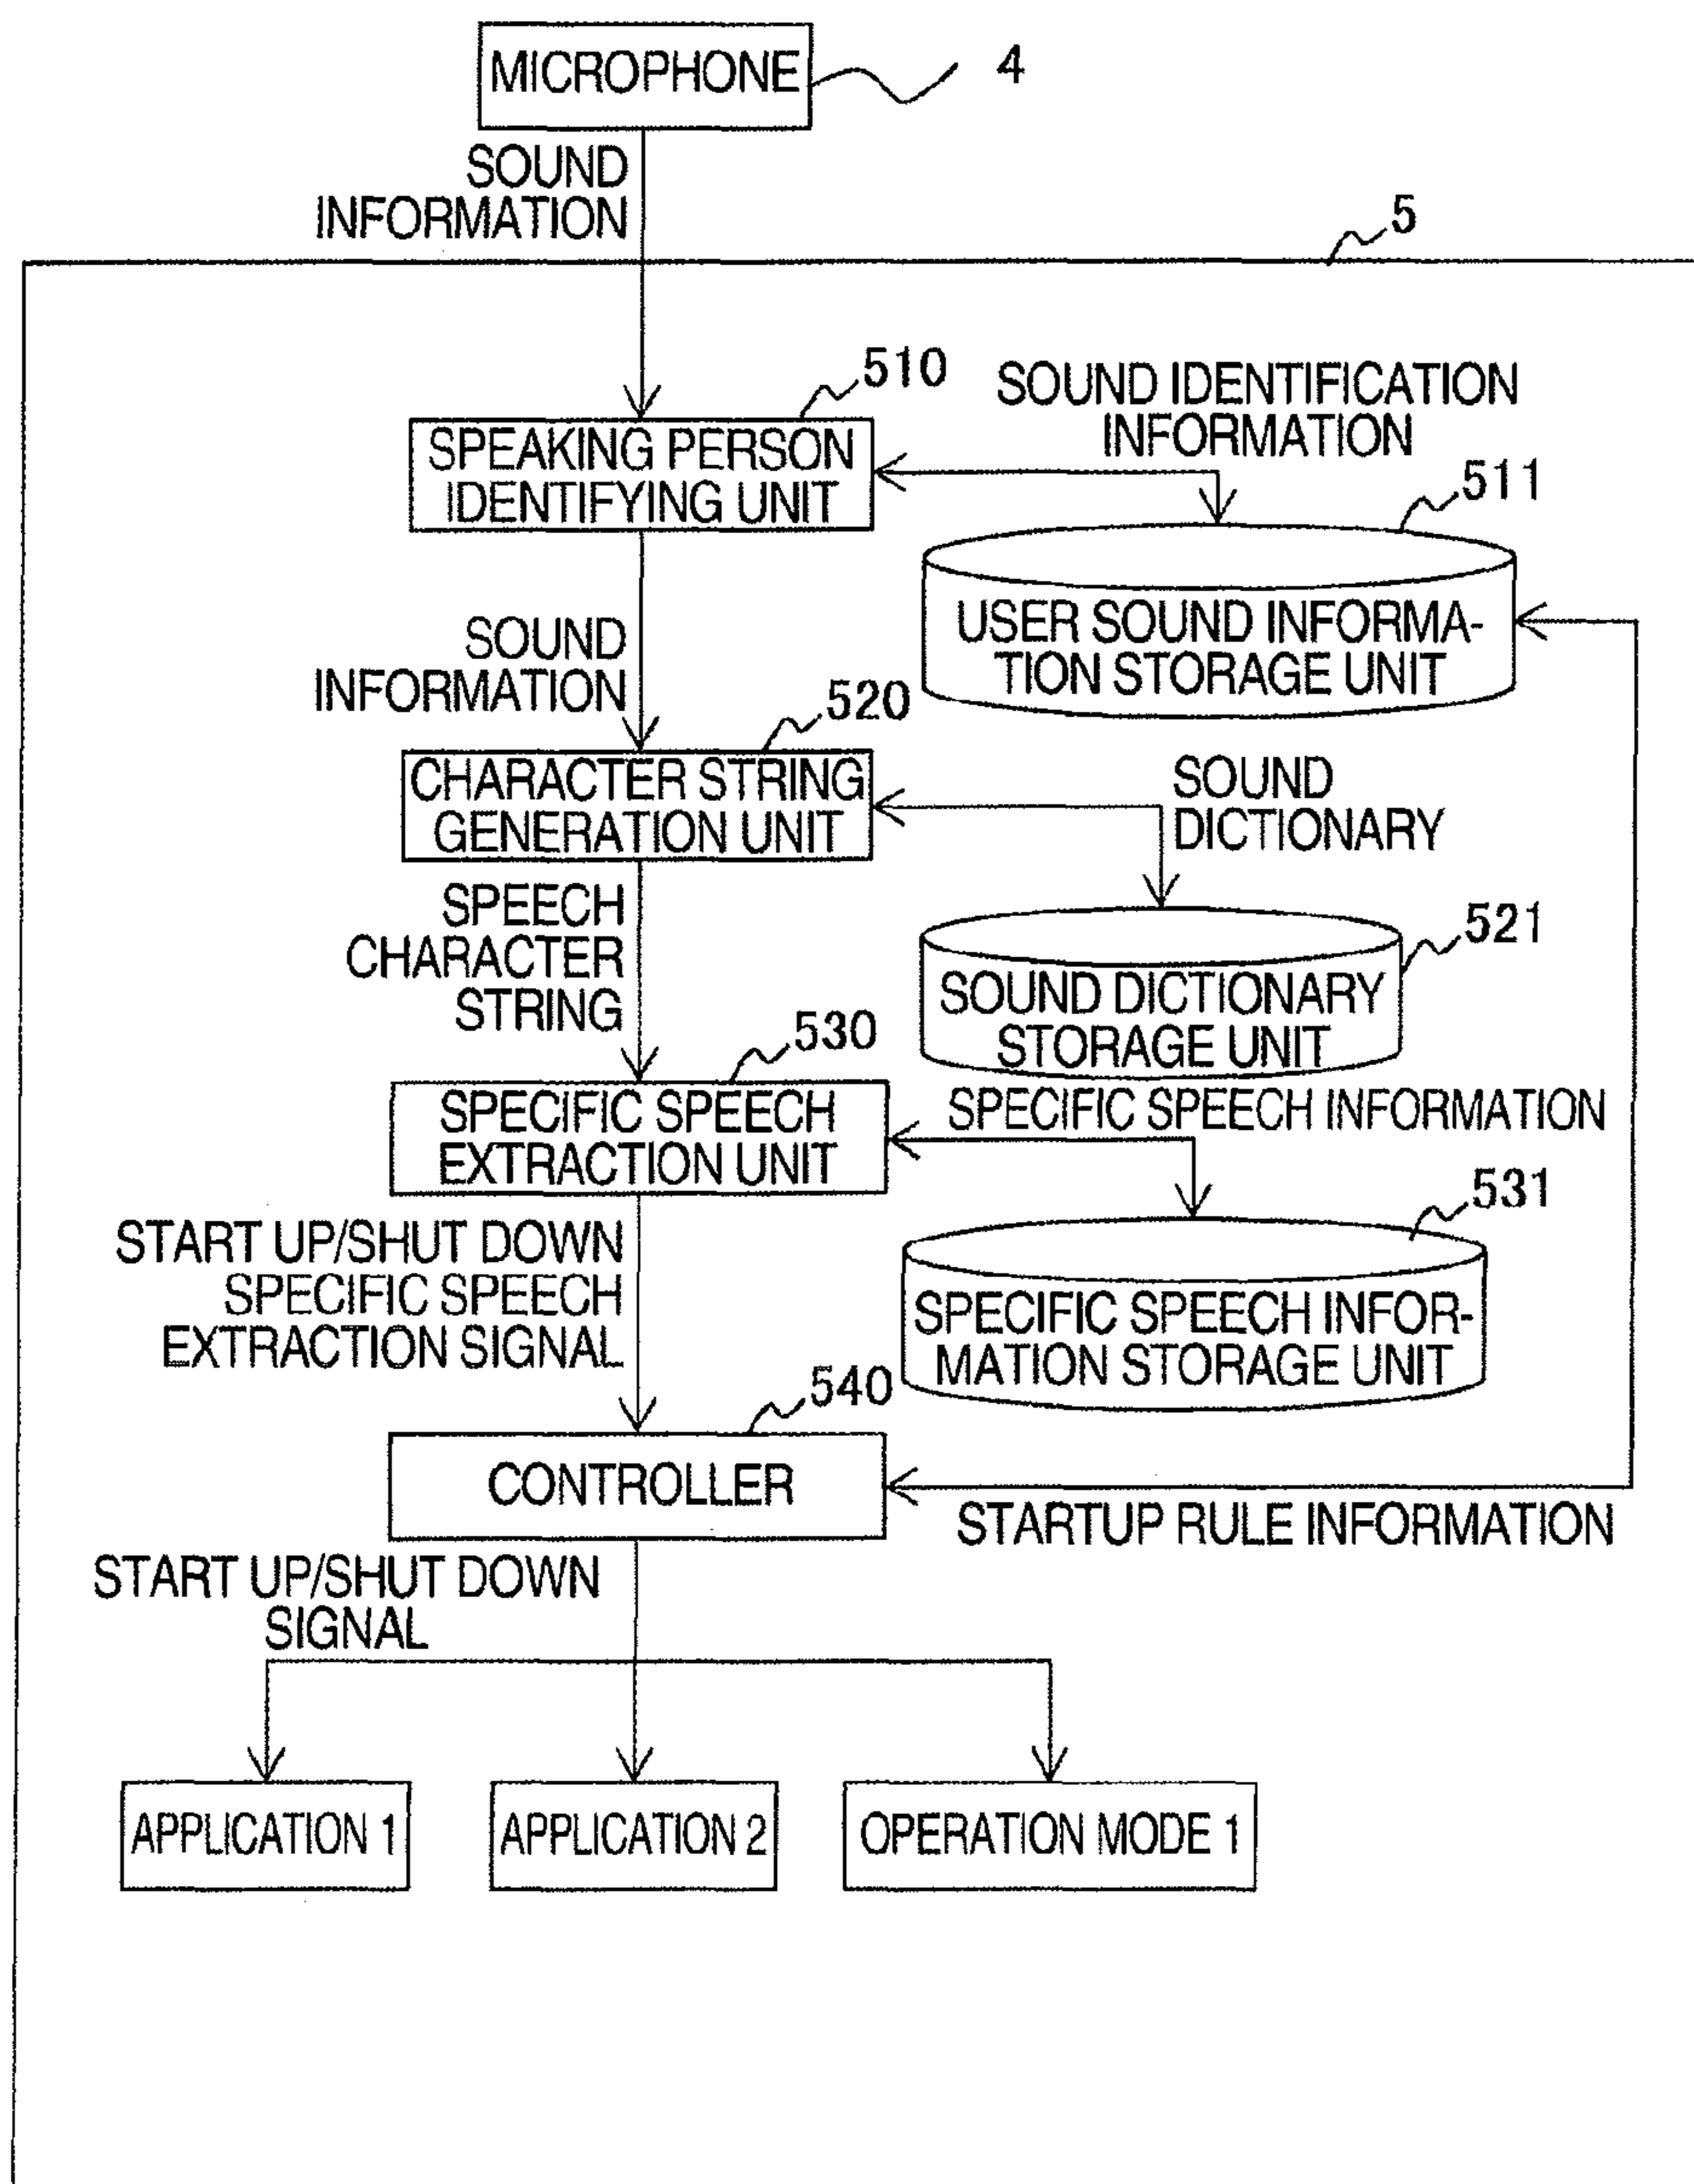 MICROPHONE
4
SOUND
INFORMATION
5
510
SOUND IDENTIFICATION
INFORMATION
SPEAKING PERSON
IDENTIFYING UNIT
511
USER SOUND INFORMA-
TION STORAGE UNIT
SOUND
INFORMATION
520
CHARACTER STRING
GENERATION UNIT
SOUND
DICTIONARY
SPEECH
CHARACTER
STRING
521
SOUND DICTIONARY
STORAGE UNIT
530
SPECIFIC SPEECH
EXTRACTION UNIT
SPECIFIC SPEECH INFORMATION
531
SPECIFIC SPEECH INFOR-
MATION STORAGE UNIT
START UP/SHUT DOWN
SPECIFIC SPEECH
EXTRACTION SIGNAL
540
CONTROLLER
STARTUP RULE INFORMATION
START UP/SHUT DOWN
SIGNAL
APPLICATION 1
APPLICATION 2
OPERATION MODE 1